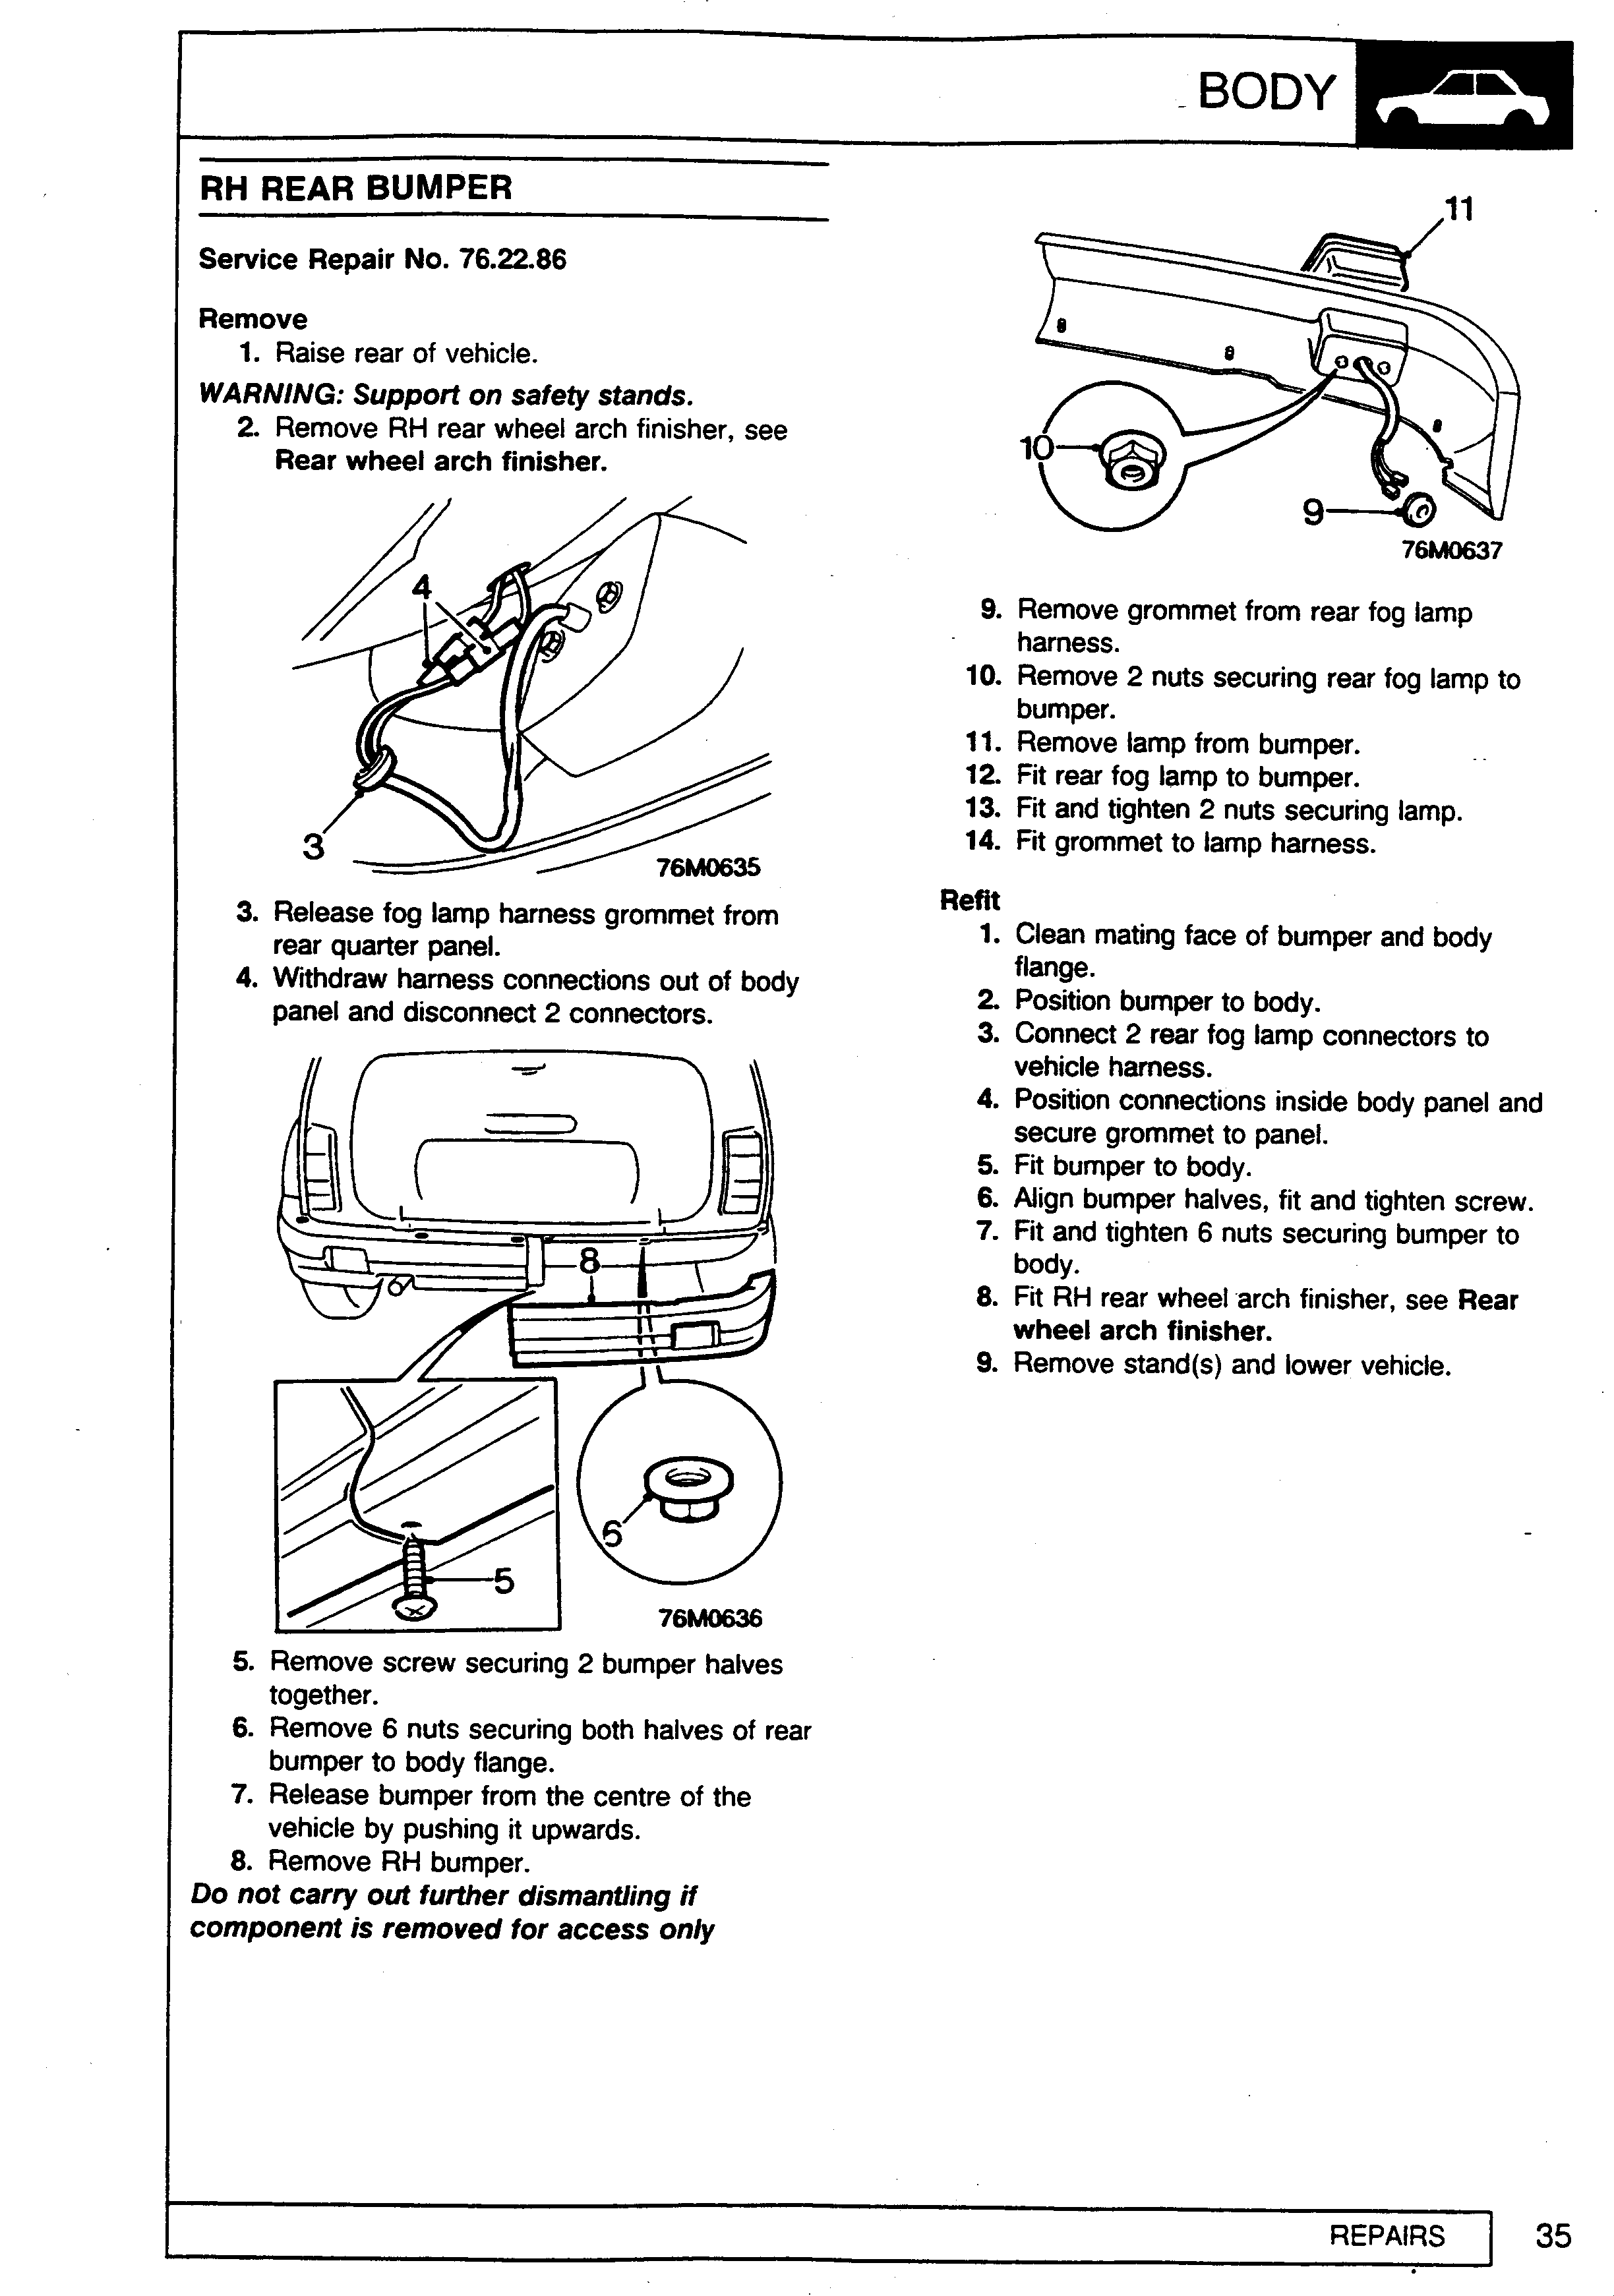 BODY
RH REAR BUMPER
Service Repair No. 76.22.86
Remove
1. Raise rear of vehicle.
WARNING: Support on safety stands.
2. Remove RH rear wheel arch finisher, see
Rear wheel arch finisher.
4
3
76M0635
3. Release fog lamp harness grommet from
rear quarter panel.
4. Withdraw harness connections out of body
panel and disconnect 2 connectors.
8
6
5
76M0636
5. Remove screw securing 2 bumper halves
together.
6. Remove 6 nuts securing both halves of rear
bumper to body flange.
7. Release bumper from the centre of the
vehicle by pushing it upwards.
8. Remove RH bumper.
Do not carry out further dismantling if
component is removed for access only
11
10
9
76M0637
9. Remove grommet from rear fog lamp
harness.
10. Remove 2 nuts securing rear fog lamp to
bumper.
11. Remove lamp from bumper.
12. Fit rear fog lamp to bumper.
13. Fit and tighten 2 nuts securing lamp.
14. Fit grommet to lamp harness.
Refit
1. Clean mating face of bumper and body
flange.
2. Position bumper to body.
3. Connect 2 rear fog lamp connectors to
vehicle harness.
4. Position connections inside body panel and
secure grommet to panel.
5. Fit bumper to body.
6. Align bumper halves, fit and tighten screw.
7. Fit and tighten 6 nuts securing bumper to
body.
8. Fit RH rear wheel arch finisher, see Rear
wheel arch finisher.
9. Remove stand(s) and lower vehicle.
REPAIRS
35